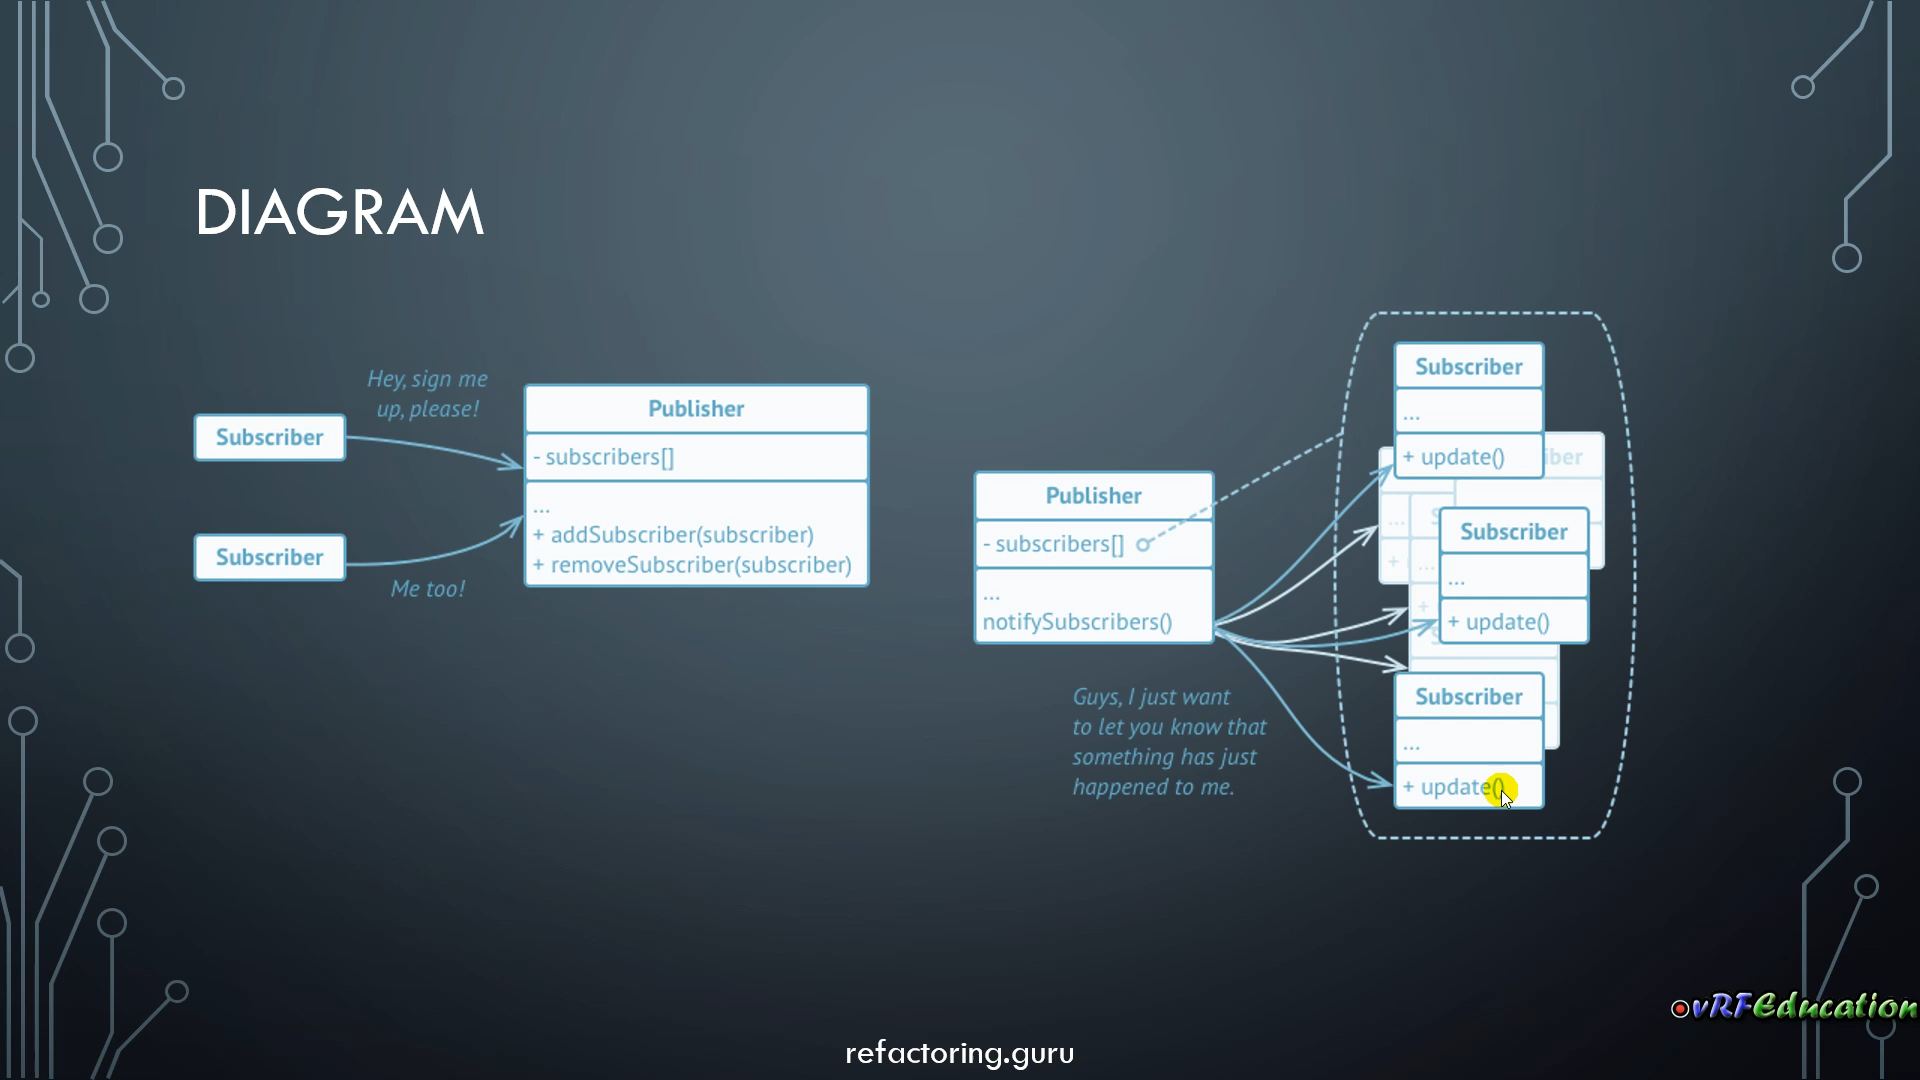 DIAGRAM
Hey, sign me
up, please!
Subscriber
Subscriber
Me too!
Publisher
- subscribers[]
...
+ addSubscriber(subscriber)
+ removeSubscriber(subscriber)
Publisher
- subscribers[]
...
notifySubscribers()
Guys, I just want
to let you know that
something has just
happened to me.
Subscriber
...
+ update()
iber
...
+
S
...
+
S
Subscriber
...
+ update()
Subscriber
...
+ update()
vRFEducation
refactoring.guru